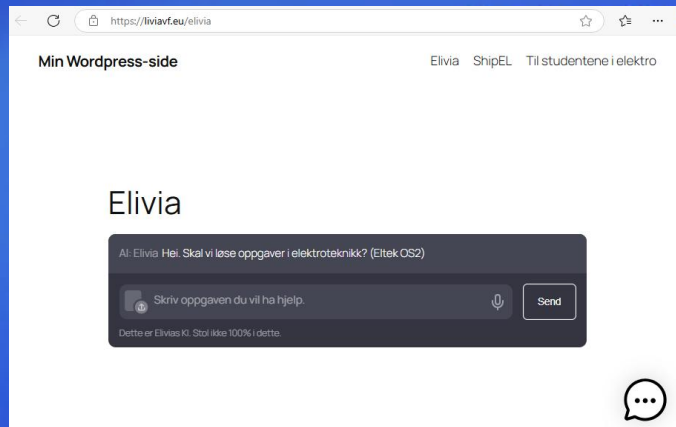 https://liviavf.eu/elivia
Min Wordpress-side
Elivia ShipEL Til studentene i elektro
Elivia
AI: Elivia Hei. Skal vi løse oppgaver i elektroteknikk? (Eltek OS2)
Skriv oppgaven du vil ha hjelp.
Send
Dette er Elivias KI. Stol ikke 100% i dette.